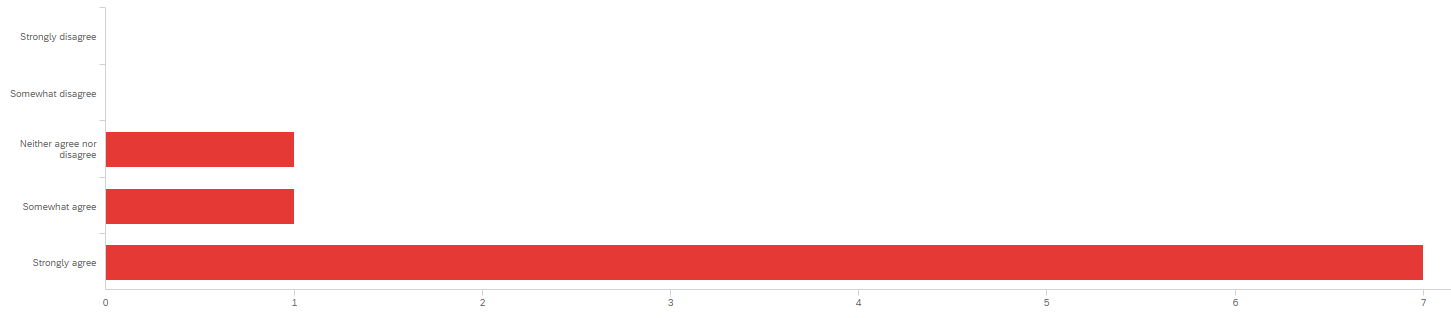 Strongly disagree
Somewhat disagree
Neither agree nor
disagree
Somewhat agree
Strongly agree
0 1 2 3 4 5 6 7